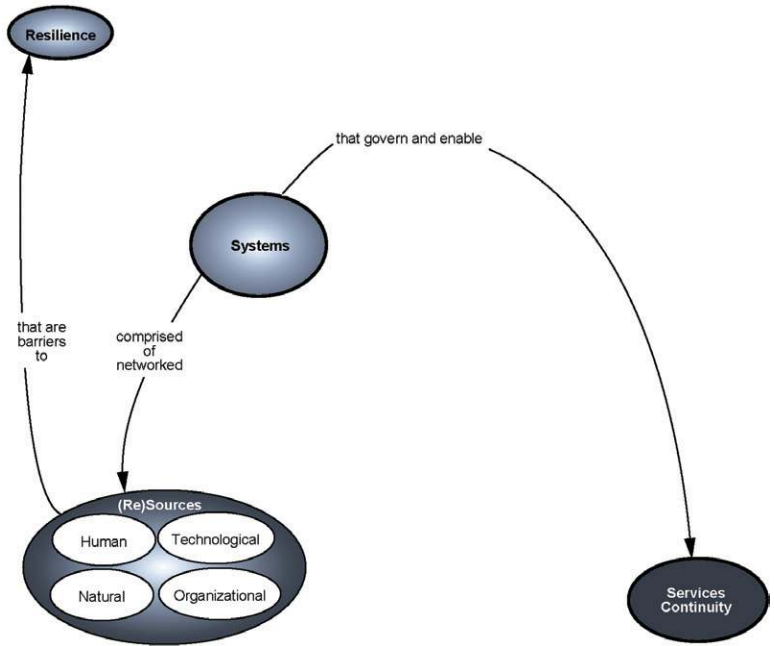 Resilience
that govern and enable
Systems
that are
barriers
to
comprised
of
networked
(Re)Sources
Human
Technological
Natural
Organizational
Services
Continuity